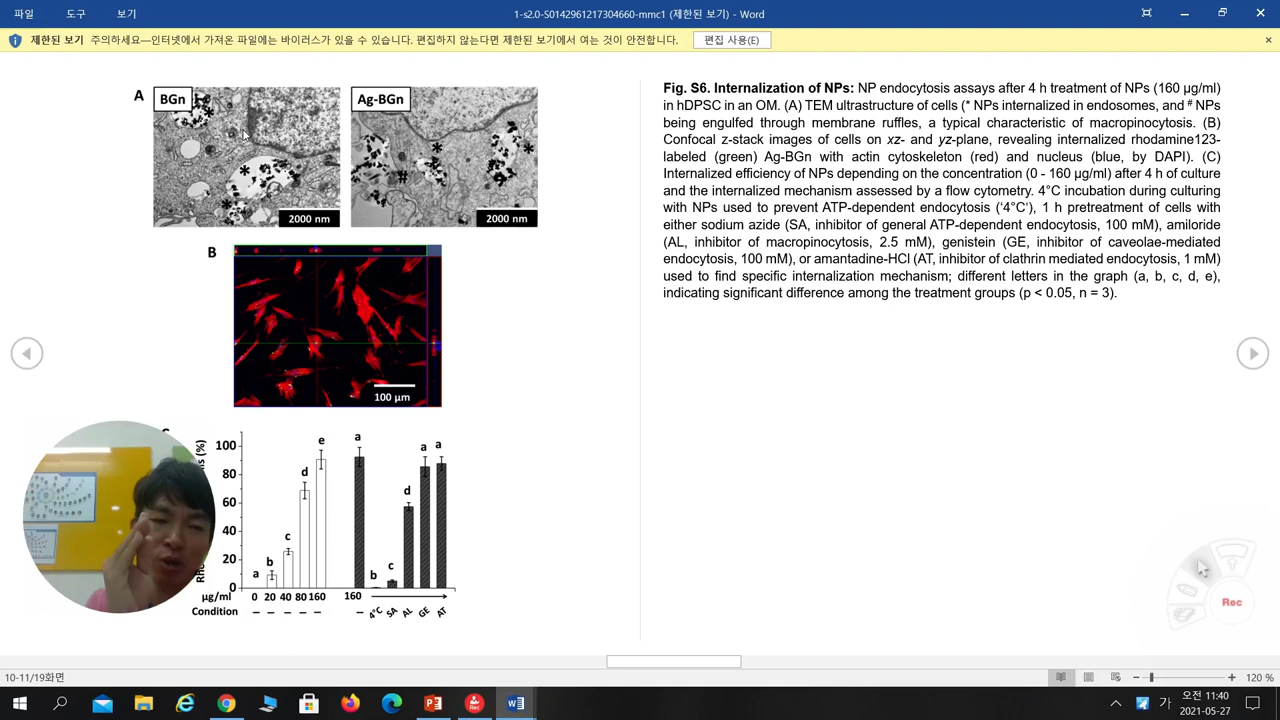 파일 도구 보기
1-s2.0-S0142961217304660-mmc1 (제한된 보기) - Word
제한된 보기 주의하세요—인터넷에서 가져온 파일에는 바이러스가 있을 수 있습니다. 편집하지 않는다면 제한된 보기에서 여는 것이 안전합니다. 편집 사용(E)
A
BGn
Ag-BGn
*
*
*
*
*
#
2000 nm
2000 nm
B
100 µm
100
80
60
40
20
0
a b c d e
a b c d a a
µg/ml 0 20 40 80 160 160
Condition – – – – – – 4°C SA AL GE AT
Fig. S6. Internalization of NPs: NP endocytosis assays after 4 h treatment of NPs (160 µg/ml)
in hDPSC in an OM. (A) TEM ultrastructure of cells (* NPs internalized in endosomes, and # NPs
being engulfed through membrane ruffles, a typical characteristic of macropinocytosis. (B)
Confocal z-stack images of cells on xz- and yz-plane, revealing internalized rhodamine123-
labeled (green) Ag-BGn with actin cytoskeleton (red) and nucleus (blue, by DAPI). (C)
Internalized efficiency of NPs depending on the concentration (0 - 160 µg/ml) after 4 h of culture
and the internalized mechanism assessed by a flow cytometry. 4°C incubation during culturing
with NPs used to prevent ATP-dependent endocytosis (‘4°C’), 1 h pretreatment of cells with
either sodium azide (SA, inhibitor of general ATP-dependent endocytosis, 100 mM), amiloride
(AL, inhibitor of macropinocytosis, 2.5 mM), genistein (GE, inhibitor of caveolae-mediated
endocytosis, 100 mM), or amantadine-HCl (AT, inhibitor of clathrin mediated endocytosis, 1 mM)
used to find specific internalization mechanism; different letters in the graph (a, b, c, d, e),
indicating significant difference among the treatment groups (p < 0.05, n = 3).
Rec
10-11/19화면
120 %
가
오전 11:40
2021-05-27